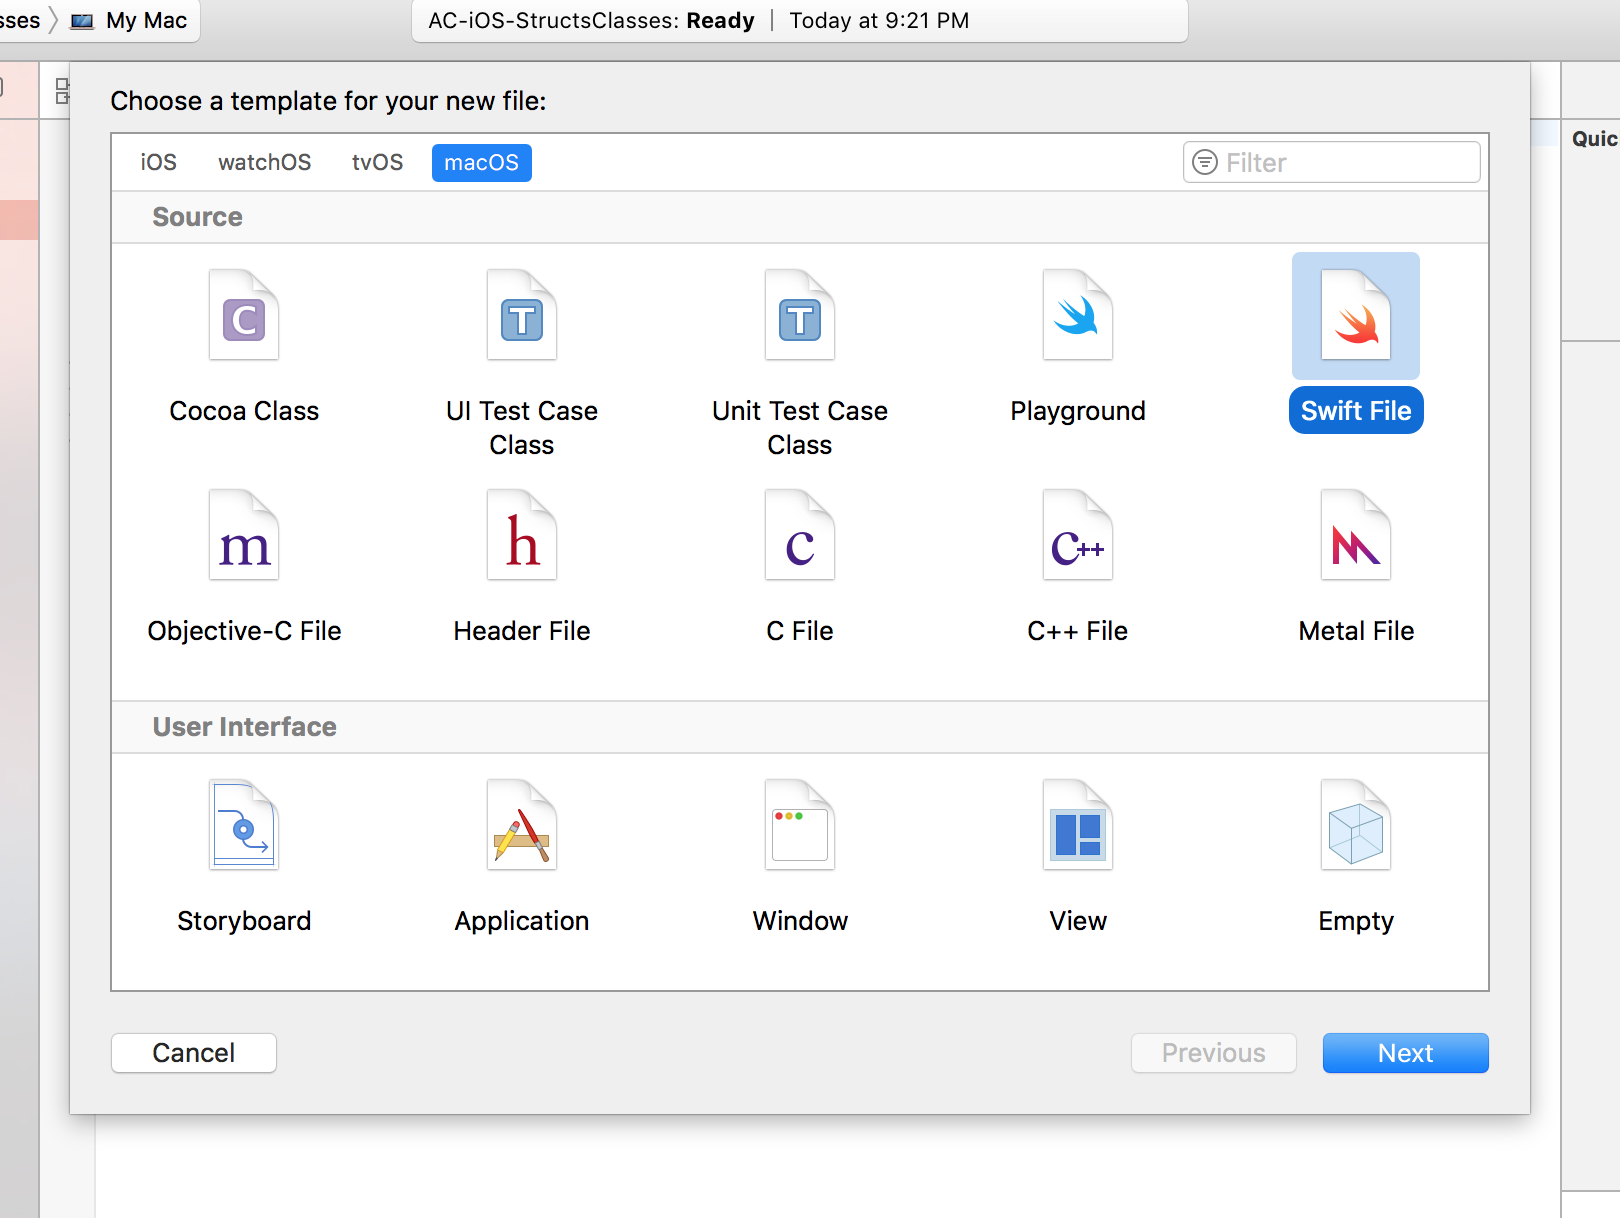 sses My Mac
AC-iOS-StructsClasses: Ready | Today at 9:21 PM
Choose a template for your new file:
iOS watchOS tvOS macOS Filter
Quic
Source
C T T
Cocoa Class UI Test Case Class Unit Test Case Class Playground Swift File
m h c C++
Objective-C File Header File C File C++ File Metal File
User Interface
Storyboard Application Window View Empty
Cancel Previous Next